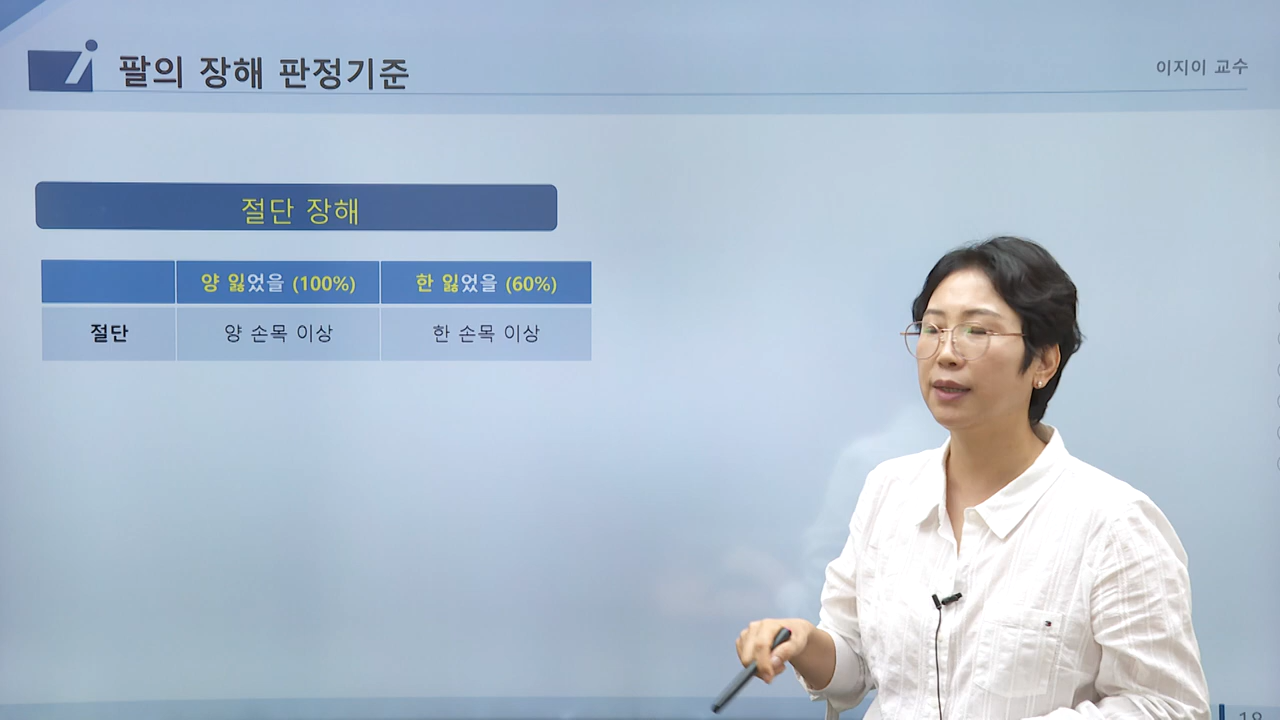 팔의 장해 판정기준
이지이 교수
절단 장해
양 잃었을 (100%)
한 잃었을 (60%)
절단
양 손목 이상
한 손목 이상